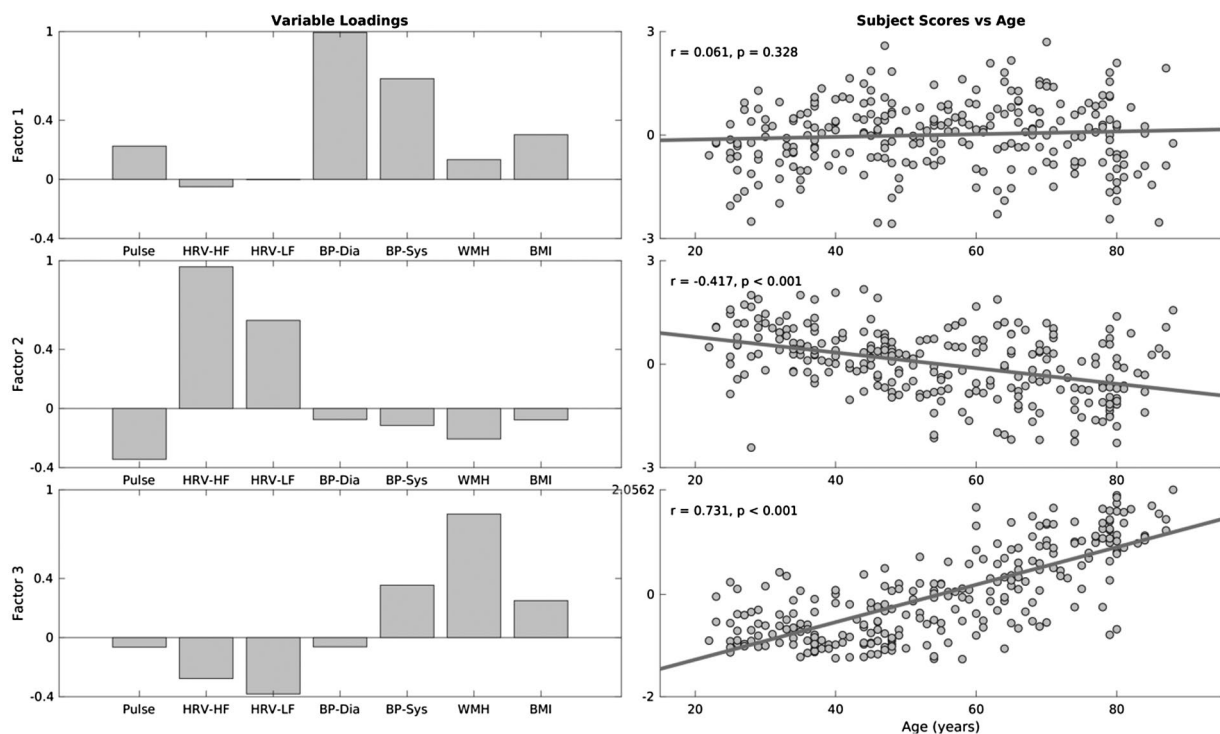 Variable Loadings
Factor 1
1
0.4
0
-0.4
Pulse HRV-HF HRV-LF BP-Dia BP-Sys WMH BMI
Factor 2
1
0.4
0
-0.4
Pulse HRV-HF HRV-LF BP-Dia BP-Sys WMH BMI
Factor 3
1
0.4
0
-0.4
Pulse HRV-HF HRV-LF BP-Dia BP-Sys WMH BMI
Subject Scores vs Age
r = 0.061, p = 0.328
3
0
-3
20 40 60 80
r = -0.417, p < 0.001
3
0
-3
20 40 60 80
r = 0.731, p < 0.001
2.0562
0
-2
20 40 60 80
Age (years)